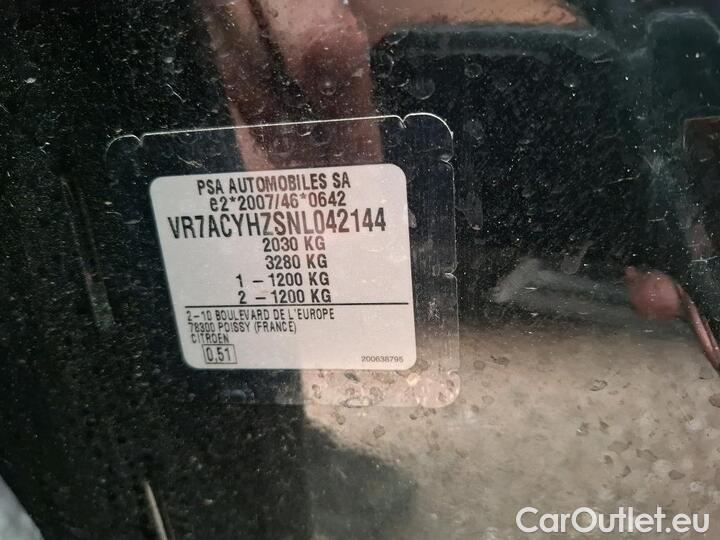 PSA AUTOMOBILES SA
e2*2007/46*0642
VR7ACYHZSNL042144
2030 KG
3280 KG
1 – 1200 KG
2 – 1200 KG
2–10 BOULEVARD DE L'EUROPE
78300 POISSY (FRANCE)
CITROEN
0,51
200638795
CarOutlet.eu